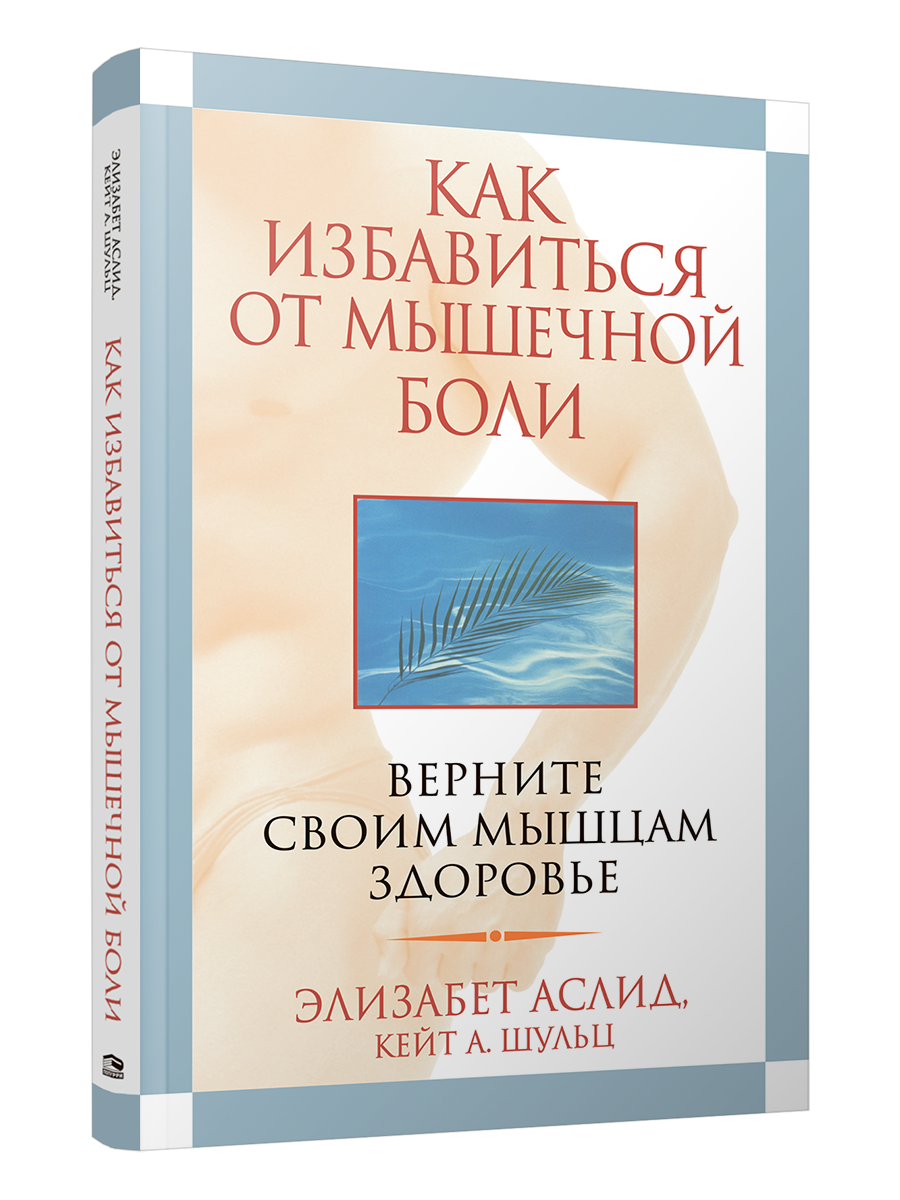 ЭЛИЗАБЕТ АСЛИД,
КЕЙТ А. ШУЛЬЦ
КАК ИЗБАВИТЬСЯ ОТ МЫШЕЧНОЙ БОЛИ
КАК
ИЗБАВИТЬСЯ
ОТ МЫШЕЧНОЙ
БОЛИ
ВЕРНИТЕ
СВОИМ МЫШЦАМ
ЗДОРОВЬЕ
ЭЛИЗАБЕТ АСЛИД,
КЕЙТ А. ШУЛЬЦ